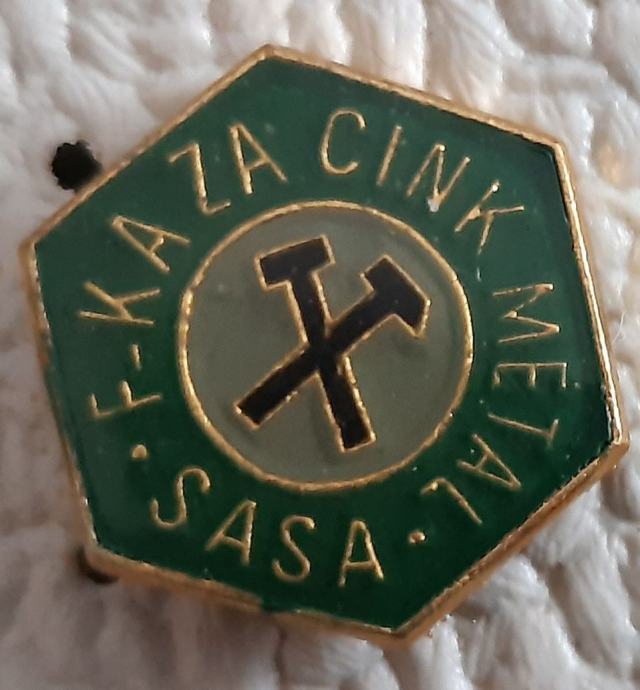 F-KA ZA CINK METAL
· SASA ·